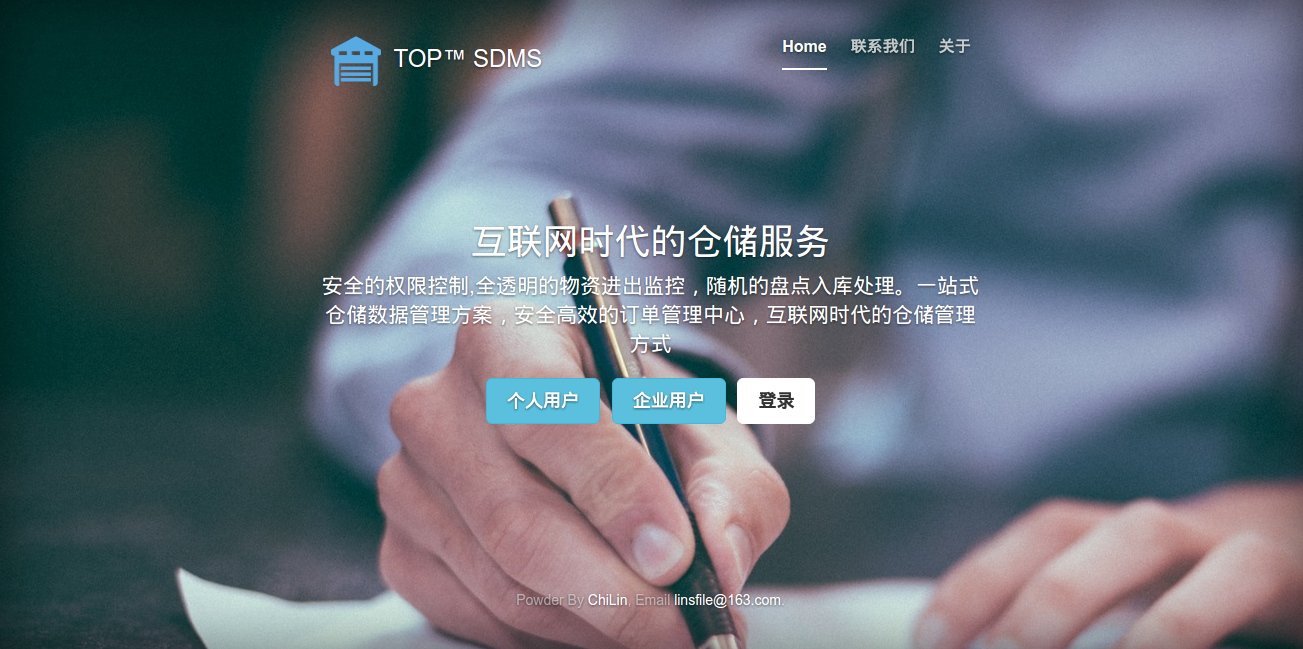 TOP™ SDMS
Home 联系我们 关于
互联网时代的仓储服务
安全的权限控制,全透明的物资进出监控，随机的盘点入库处理。一站式
仓储数据管理方案，安全高效的订单管理中心，互联网时代的仓储管理
方式
个人用户 企业用户 登录
Powder By ChiLin, Email linsfile@163.com.